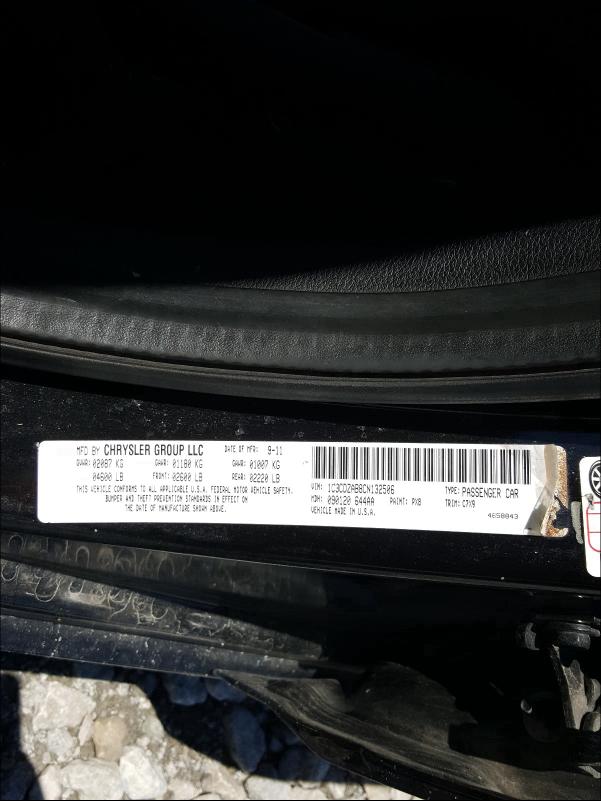 MFD BY CHRYSLER GROUP LLC DATE OF MFR: 9-11
GVWR: 02087 KG GAWR: 01180 KG GAWR: 01007 KG
04600 LB FRONT: 02600 LB REAR: 02220 LB
THIS VEHICLE CONFORMS TO ALL APPLICABLE U.S.A. FEDERAL MOTOR VEHICLE SAFETY,
BUMPER AND THEFT PREVENTION STANDARDS IN EFFECT ON
THE DATE OF MANUFACTURE SHOWN ABOVE.
VIN: 1C3CDZAB8CN132506 TYPE: PASSENGER CAR
MDH: 090120 644AA PAINT: PX8 TRIM: C7X9
VEHICLE MADE IN U.S.A. 4658843